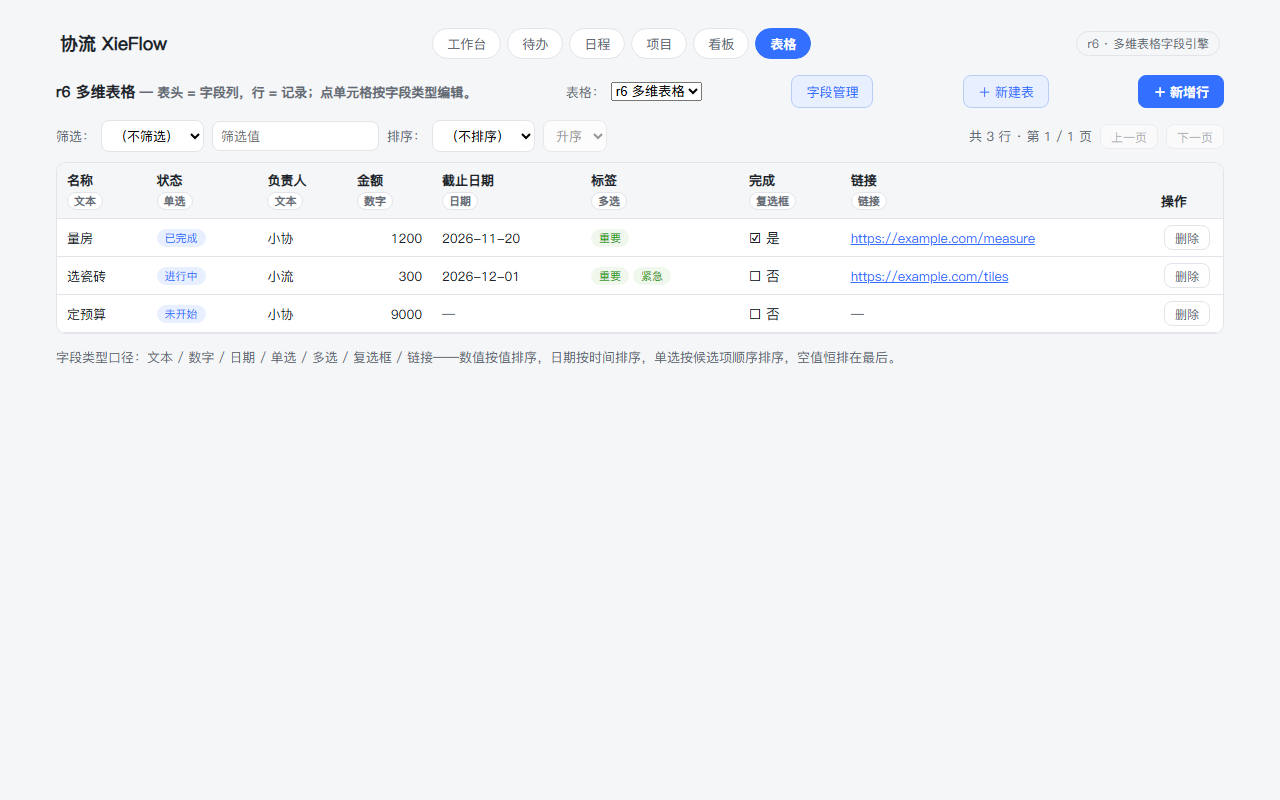 协流 XieFlow 工作台 待办 日程 项目 看板 表格 r6 · 多维表格字段引擎
r6 多维表格 — 表头 = 字段列，行 = 记录；点单元格按字段类型编辑。 表格： r6 多维表格 字段管理 ＋ 新建表 ＋ 新增行
筛选： （不筛选） 筛选值 排序： （不排序） 升序 共 3 行 · 第 1 / 1 页 上一页 下一页
名称 状态 负责人 金额 截止日期 标签 完成 链接
文本 单选 文本 数字 日期 多选 复选框 链接 操作
量房 已完成 小协 1200 2026-11-20 重要 ☑ 是 https://example.com/measure 删除
选瓷砖 进行中 小流 300 2026-12-01 重要 紧急 ☐ 否 https://example.com/tiles 删除
定预算 未开始 小协 9000 — ☐ 否 — 删除
字段类型口径：文本 / 数字 / 日期 / 单选 / 多选 / 复选框 / 链接——数值按值排序，日期按时间排序，单选按候选项顺序排序，空值恒排在最后。